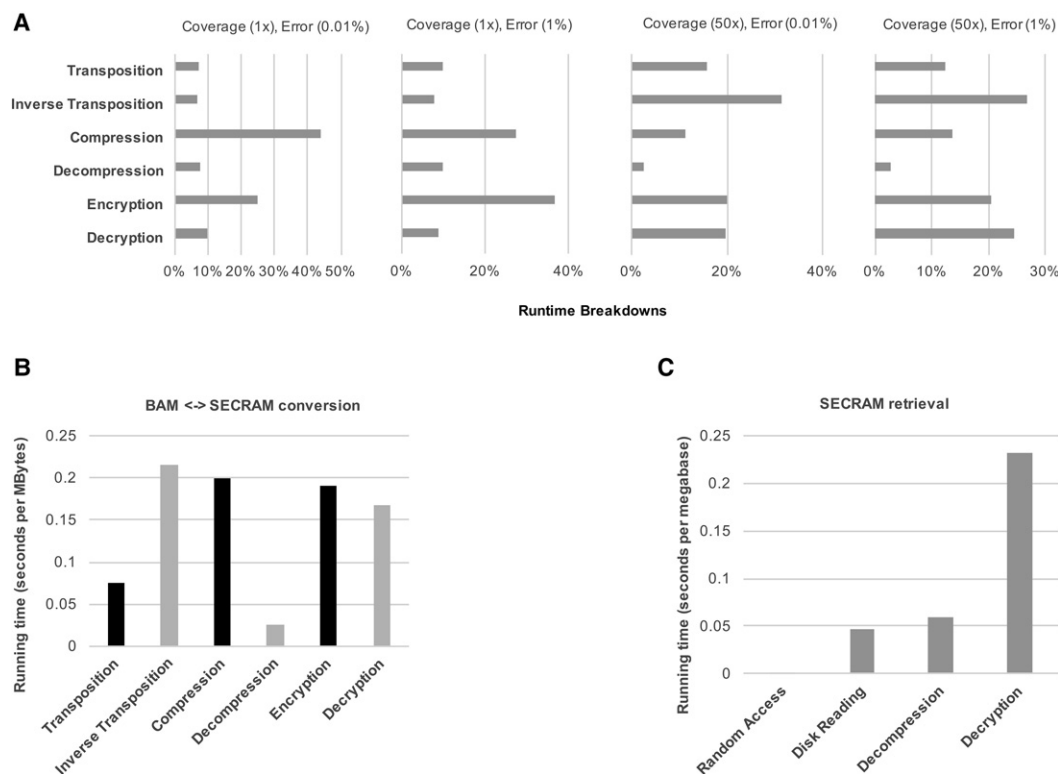 A
Coverage (1x), Error (0.01%)
Coverage (1x), Error (1%)
Coverage (50x), Error (0.01%)
Coverage (50x), Error (1%)
Transposition
Inverse Transposition
Compression
Decompression
Encryption
Decryption
0% 10% 20% 30% 40% 50%
0% 20% 40%
0% 20% 40%
0% 10% 20% 30%
Runtime Breakdowns
B
BAM <-> SECRAM conversion
Running time (seconds per MBytes)
0.25
0.2
0.15
0.1
0.05
0
Transposition
Inverse Transposition
Compression
Decompression
Encryption
Decryption
C
SECRAM retrieval
Running time (seconds per megabase)
0.25
0.2
0.15
0.1
0.05
0
Random Access
Disk Reading
Decompression
Decryption